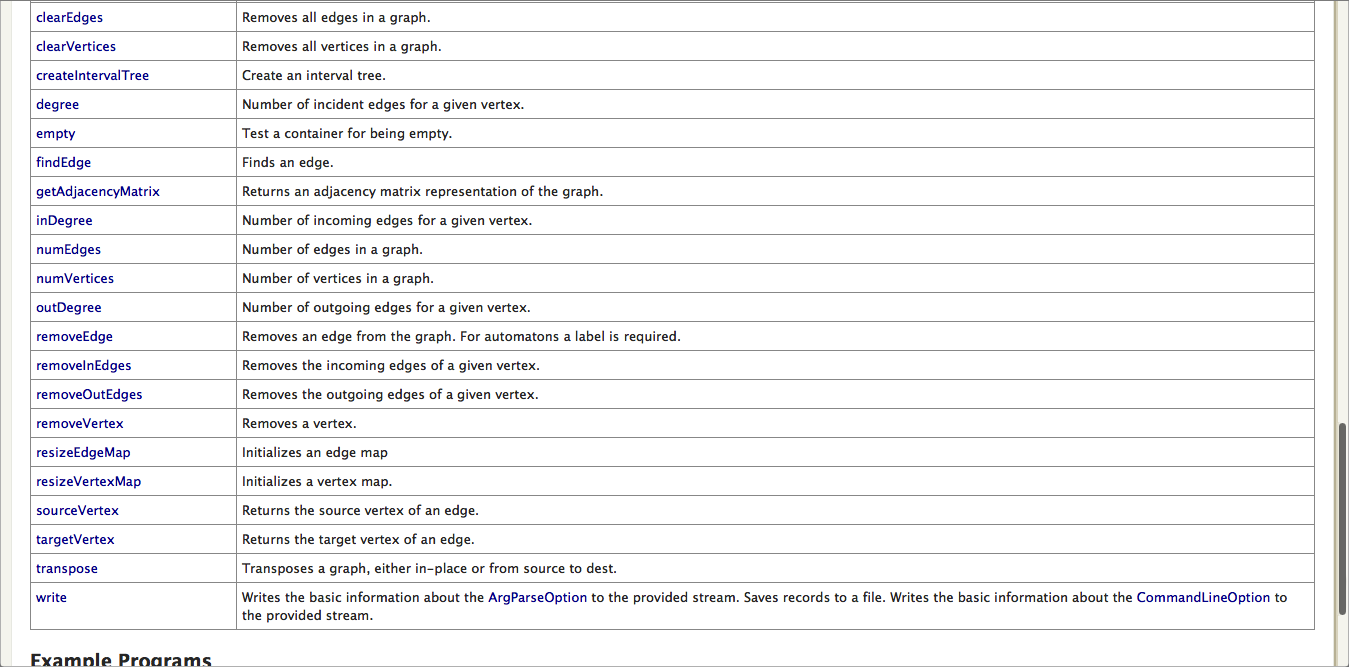 clearEdges Removes all edges in a graph.
clearVertices Removes all vertices in a graph.
createIntervalTree Create an interval tree.
degree Number of incident edges for a given vertex.
empty Test a container for being empty.
findEdge Finds an edge.
getAdjacencyMatrix Returns an adjacency matrix representation of the graph.
inDegree Number of incoming edges for a given vertex.
numEdges Number of edges in a graph.
numVertices Number of vertices in a graph.
outDegree Number of outgoing edges for a given vertex.
removeEdge Removes an edge from the graph. For automatons a label is required.
removeInEdges Removes the incoming edges of a given vertex.
removeOutEdges Removes the outgoing edges of a given vertex.
removeVertex Removes a vertex.
resizeEdgeMap Initializes an edge map
resizeVertexMap Initializes a vertex map.
sourceVertex Returns the source vertex of an edge.
targetVertex Returns the target vertex of an edge.
transpose Transposes a graph, either in-place or from source to dest.
write Writes the basic information about the ArgParseOption to the provided stream. Saves records to a file. Writes the basic information about the CommandLineOption to
the provided stream.
Example Programs